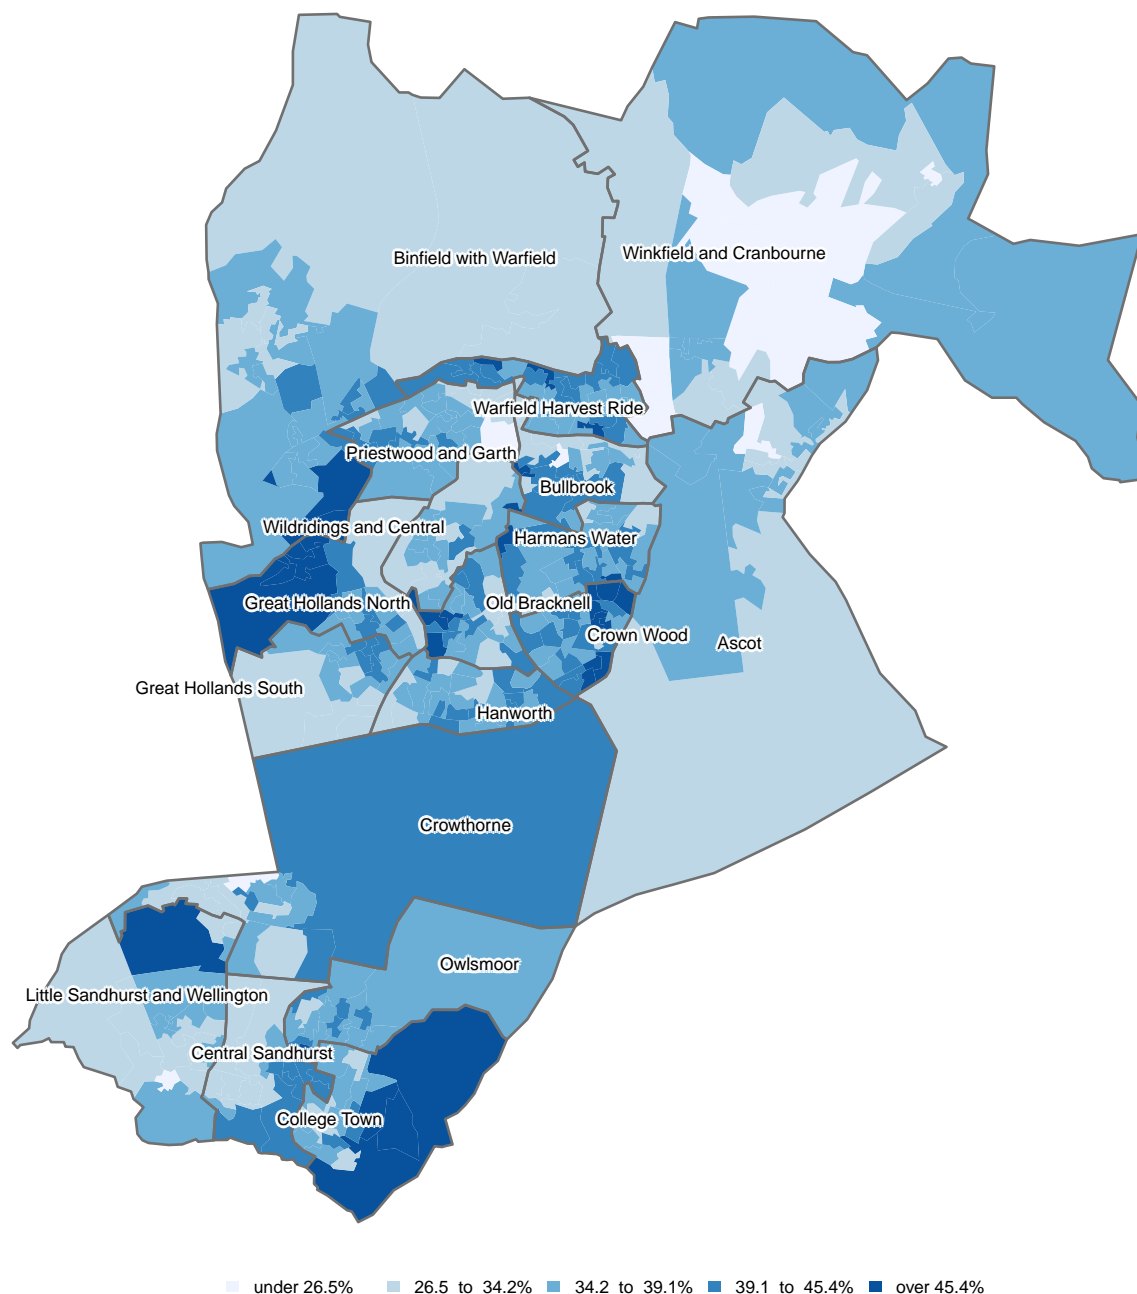 Binfield with Warfield
Winkfield and Cranbourne
Warfield Harvest Ride
Priestwood and Garth
Bullbrook
Wildridings and Central
Harmans Water
Great Hollands North
Old Bracknell
Crown Wood
Ascot
Great Hollands South
Hanworth
Crowthorne
Owlsmoor
Little Sandhurst and Wellington
Central Sandhurst
College Town
under 26.5% 26.5 to 34.2% 34.2 to 39.1% 39.1 to 45.4% over 45.4%